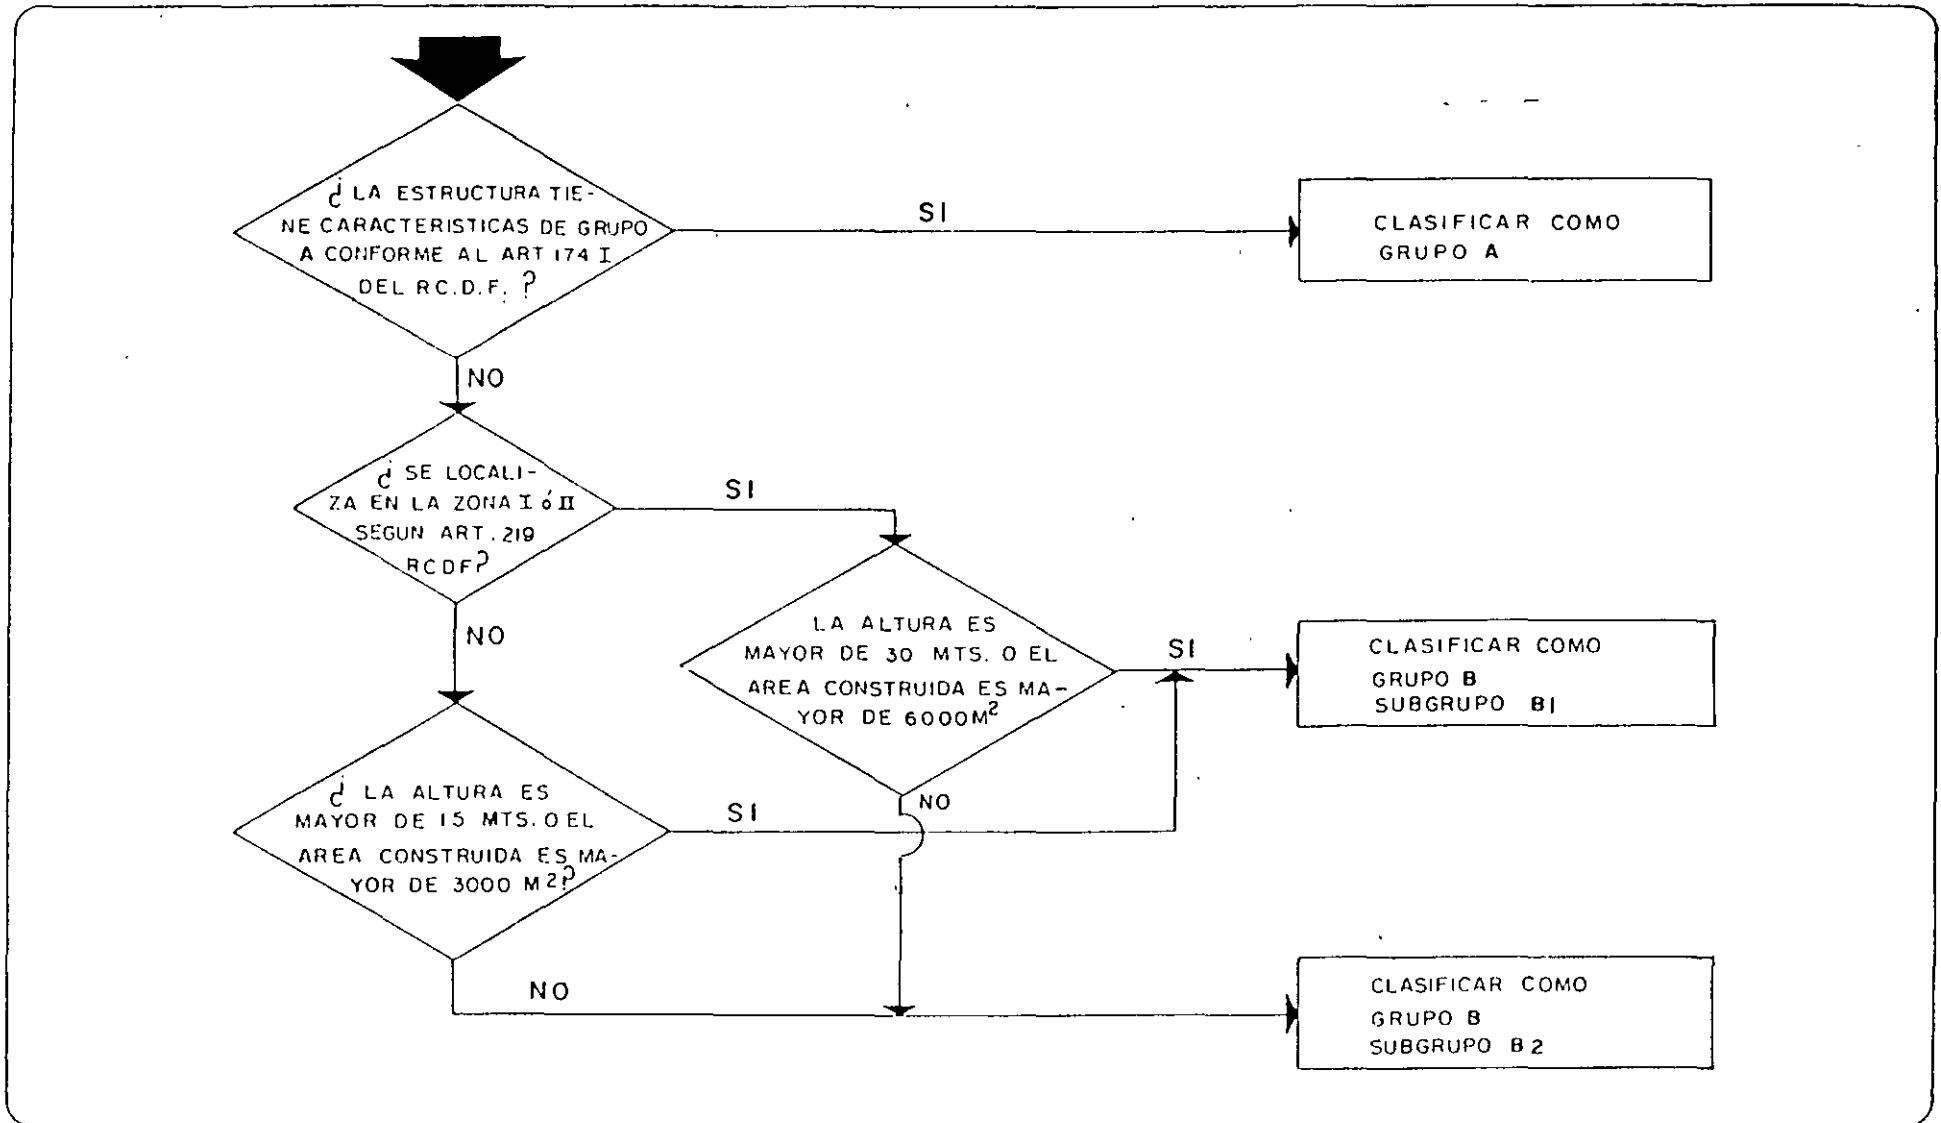 ¿ LA ESTRUCTURA TIE-
NE CARACTERISTICAS DE GRUPO
A CONFORME AL ART 174 I
DEL RC.D.F. ?
SI
CLASIFICAR COMO
GRUPO A
NO
¿ SE LOCALI-
ZA EN LA ZONA I ó II
SEGUN ART. 219
RCDF?
SI
NO
LA ALTURA ES
MAYOR DE 30 MTS. O EL
AREA CONSTRUIDA ES MA-
YOR DE 6000M²
SI
CLASIFICAR COMO
GRUPO B
SUBGRUPO B1
NO
¿ LA ALTURA ES
MAYOR DE 15 MTS. O EL
AREA CONSTRUIDA ES MA-
YOR DE 3000 M2?
SI
NO
CLASIFICAR COMO
GRUPO B
SUBGRUPO B2